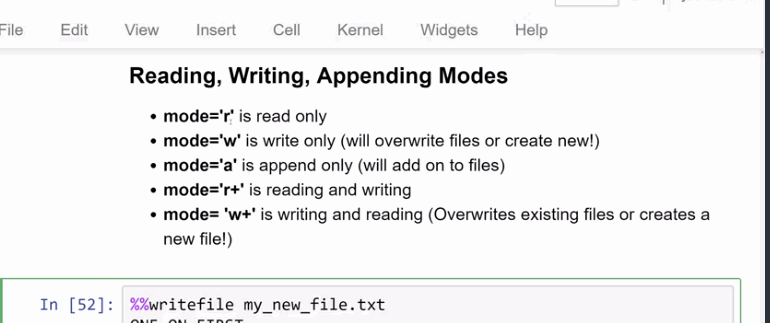 File Edit View Insert Cell Kernel Widgets Help
Reading, Writing, Appending Modes
• mode='r' is read only
• mode='w' is write only (will overwrite files or create new!)
• mode='a' is append only (will add on to files)
• mode='r+' is reading and writing
• mode= 'w+' is writing and reading (Overwrites existing files or creates a
new file!)
In [52]: %%writefile my_new_file.txt
ONE ON FIRST